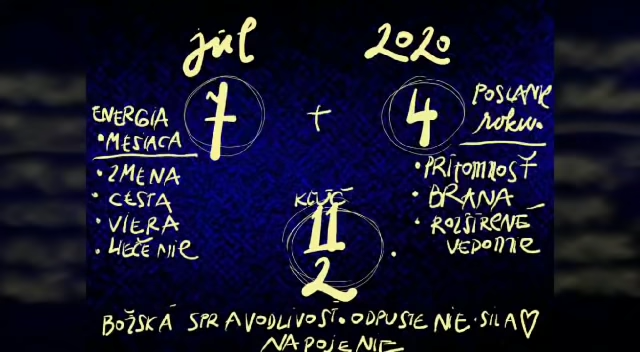 júl 2020
ENERGIA
• MESIACA
7 + 4
POSLANIE
roku.
• ZMENA
• CESTA
• VIERA
• LIEČENIE
• PRÍTOMNOSŤ
• BRÁNA
• ROZŠÍRENÉ
VEDOMIE
KĽÚČ
11
2
BOŽSKÁ SPRAVODLIVOSŤ. ODPUSTENIE. SILA♡
NAPOJENIE